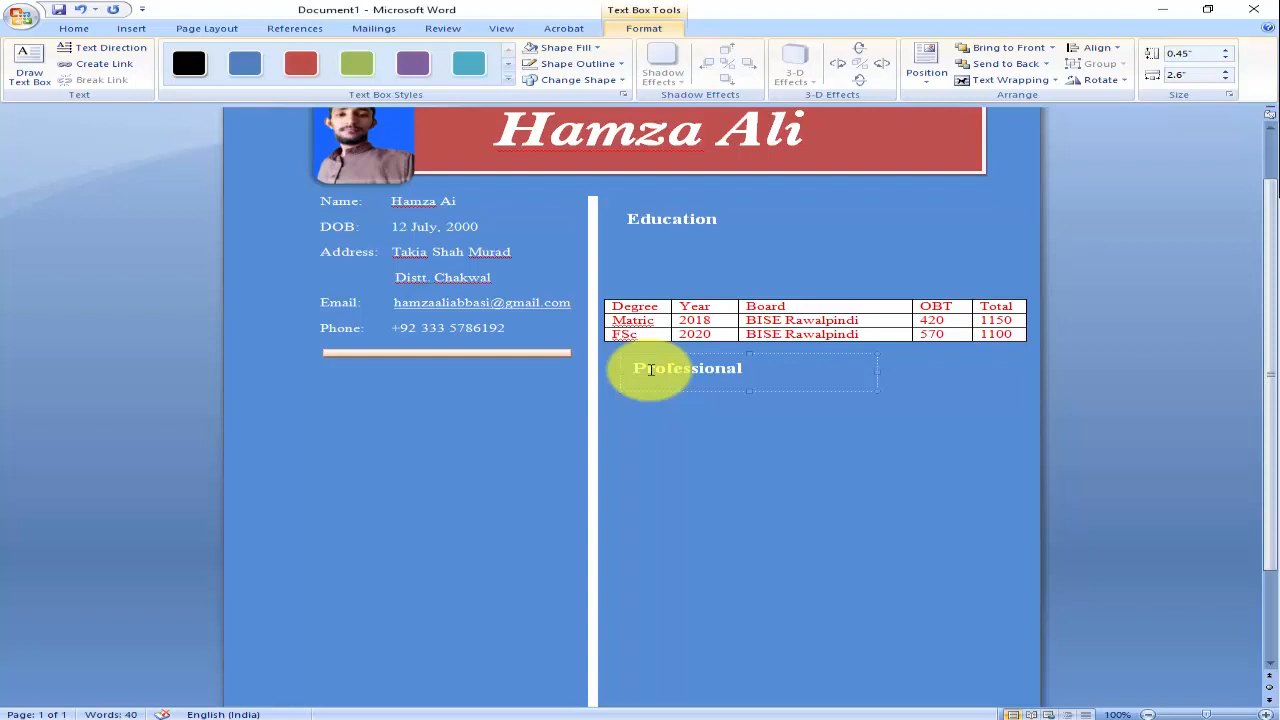 Document1 - Microsoft Word
Text Box Tools
Home
Insert
Page Layout
References
Mailings
Review
View
Acrobat
Format
Draw
Text Box
Text Direction
Create Link
Break Link
Text
Text Box Styles
Shape Fill
Shape Outline
Change Shape
Shadow
Effects
Shadow Effects
3-D
Effects
3-D Effects
Position
Bring to Front
Send to Back
Text Wrapping
Align
Group
Rotate
Arrange
0.45"
2.6"
Size
Hamza Ali
Name: Hamza Ai
DOB: 12 July, 2000
Address: Takia Shah Murad
Distt. Chakwal
Email: hamzaaliabbasi@gmail.com
Phone: +92 333 5786192
Education
Degree Year Board OBT Total
Matric 2018 BISE Rawalpindi 420 1150
FSc 2020 BISE Rawalpindi 570 1100
Professional
Page: 1 of 1 Words: 40 English (India) 100%